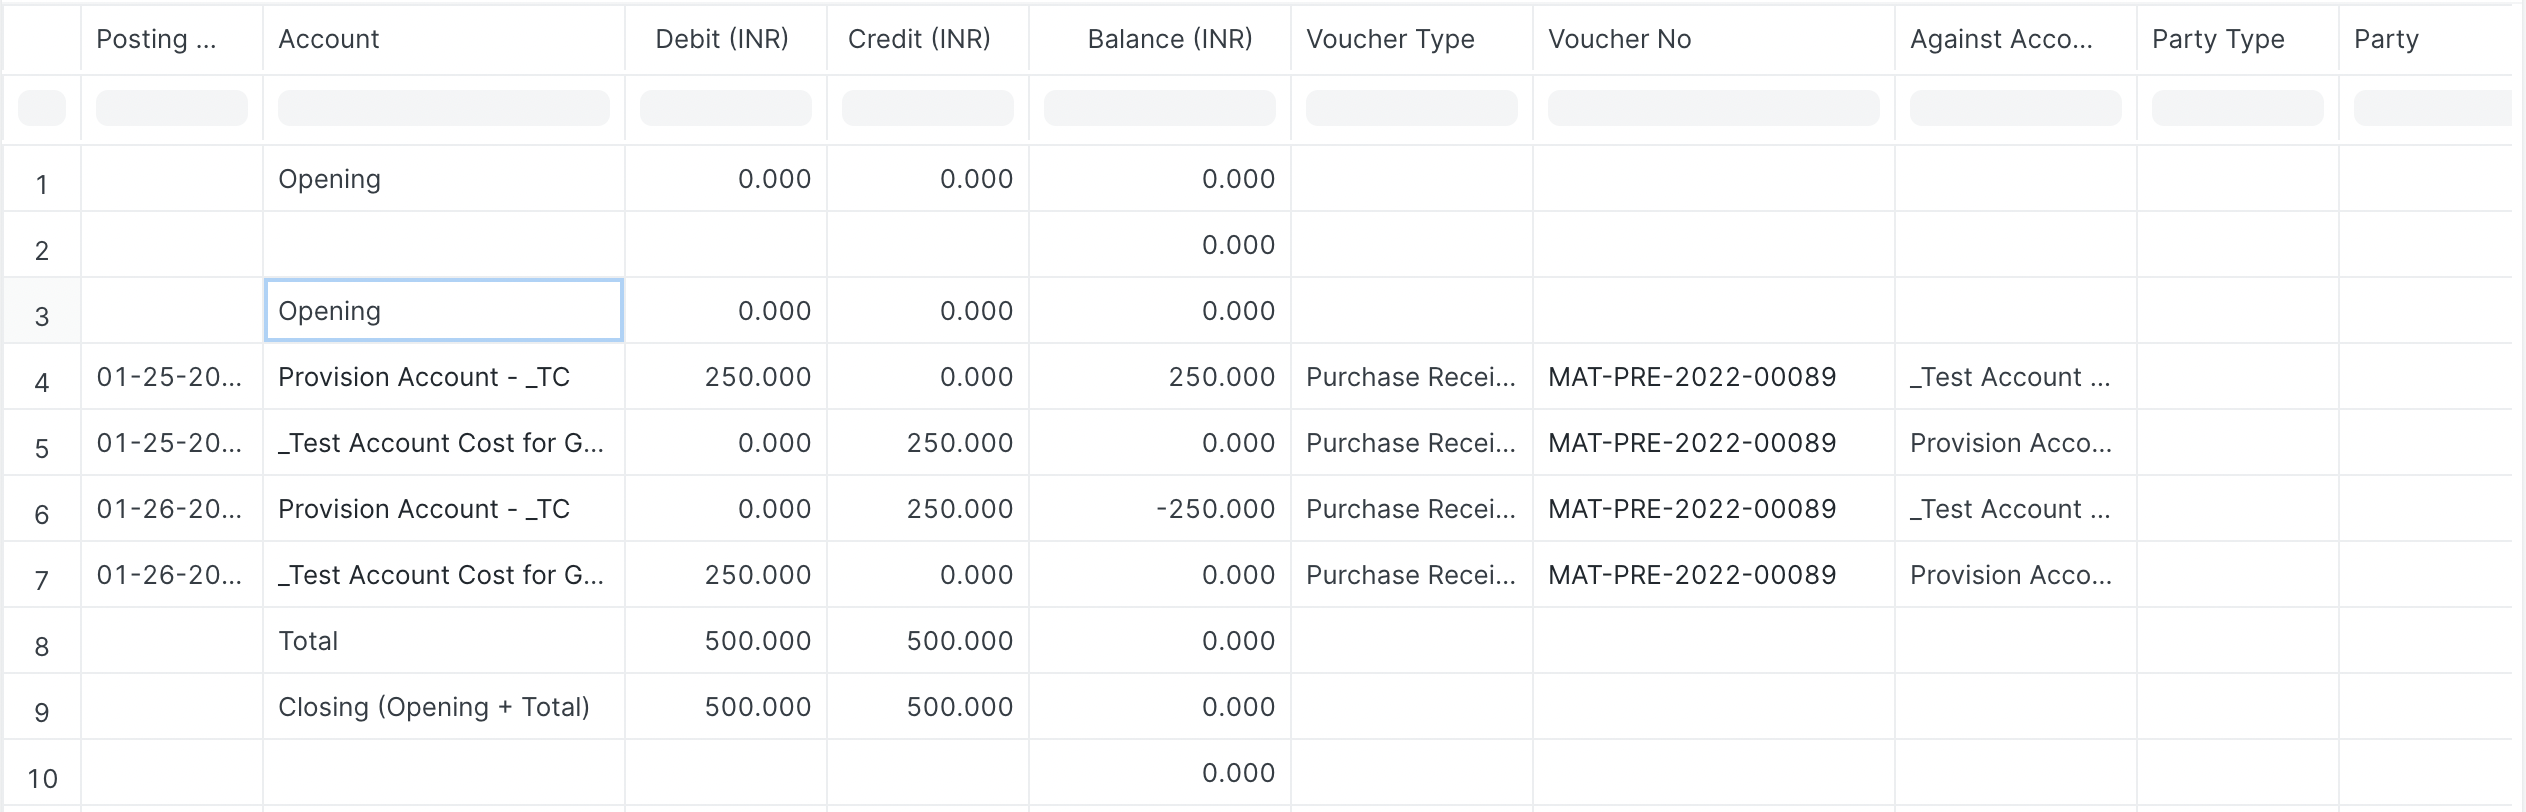 Posting ... Account Debit (INR) Credit (INR) Balance (INR) Voucher Type Voucher No Against Acco... Party Type Party
1 Opening 0.000 0.000 0.000
2 0.000
3 Opening 0.000 0.000 0.000
4 01-25-20... Provision Account - _TC 250.000 0.000 250.000 Purchase Recei... MAT-PRE-2022-00089 _Test Account ...
5 01-25-20... _Test Account Cost for G... 0.000 250.000 0.000 Purchase Recei... MAT-PRE-2022-00089 Provision Acco...
6 01-26-20... Provision Account - _TC 0.000 250.000 -250.000 Purchase Recei... MAT-PRE-2022-00089 _Test Account ...
7 01-26-20... _Test Account Cost for G... 250.000 0.000 0.000 Purchase Recei... MAT-PRE-2022-00089 Provision Acco...
8 Total 500.000 500.000 0.000
9 Closing (Opening + Total) 500.000 500.000 0.000
10 0.000